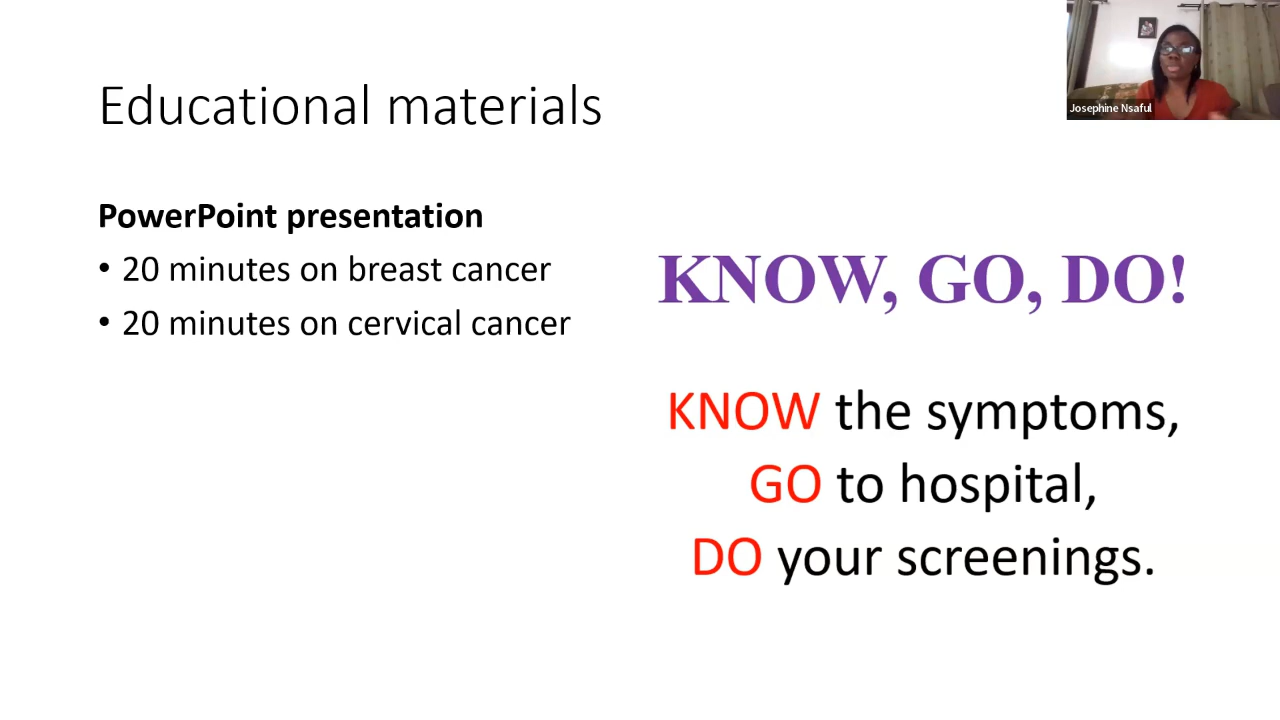 Educational materials
Josephine Nsaful
PowerPoint presentation
• 20 minutes on breast cancer
• 20 minutes on cervical cancer
KNOW, GO, DO!
KNOW the symptoms,
GO to hospital,
DO your screenings.